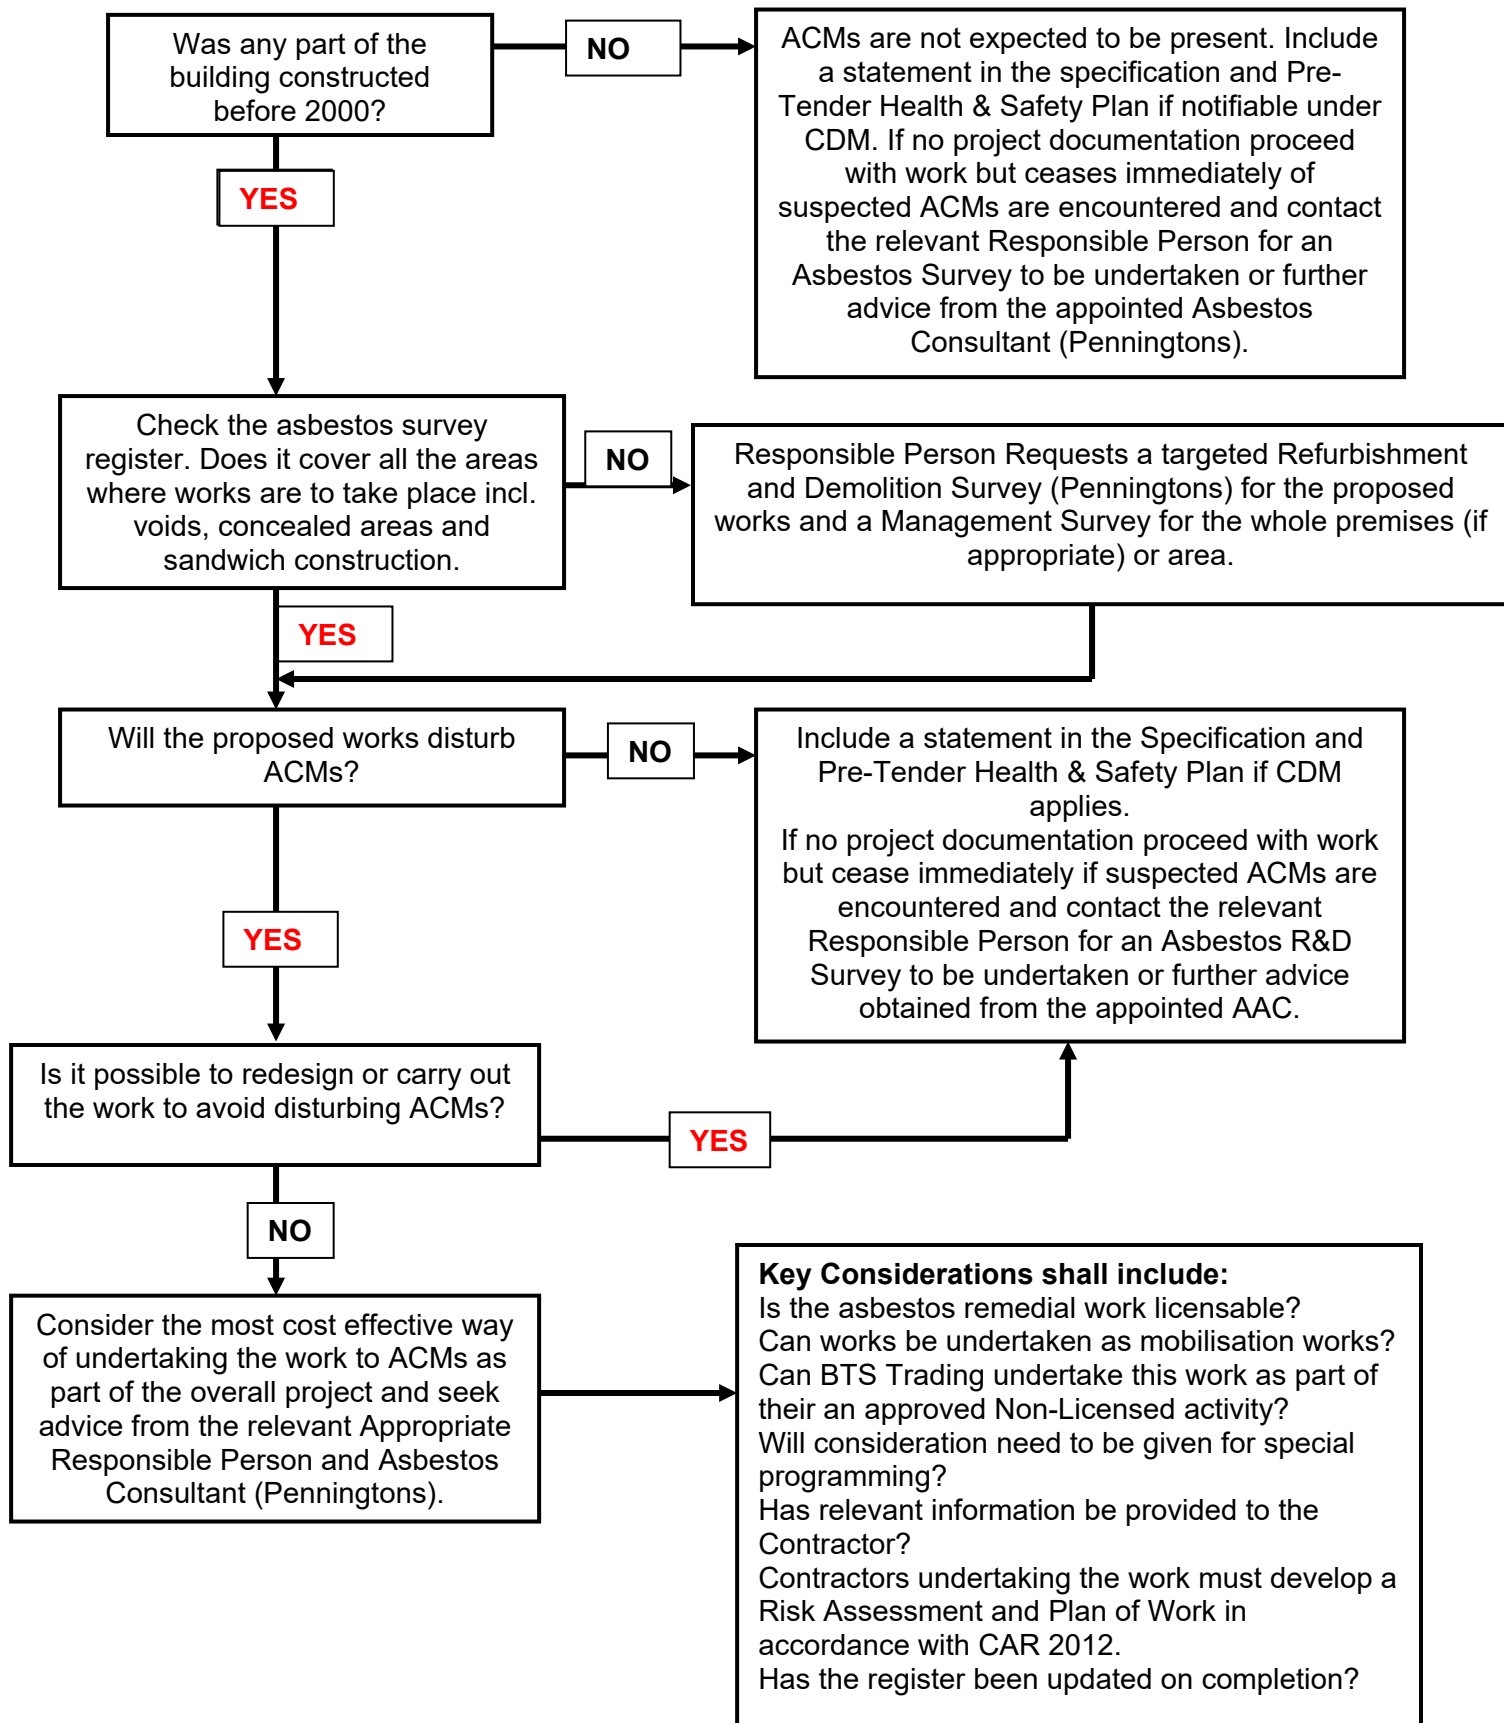 Was any part of the
building constructed
before 2000?
NO
ACMs are not expected to be present. Include
a statement in the specification and Pre-
Tender Health & Safety Plan if notifiable under
CDM. If no project documentation proceed
with work but ceases immediately of
suspected ACMs are encountered and contact
the relevant Responsible Person for an
Asbestos Survey to be undertaken or further
advice from the appointed Asbestos
Consultant (Penningtons).
YES
Check the asbestos survey
register. Does it cover all the areas
where works are to take place incl.
voids, concealed areas and
sandwich construction.
NO
Responsible Person Requests a targeted Refurbishment
and Demolition Survey (Penningtons) for the proposed
works and a Management Survey for the whole premises (if
appropriate) or area.
YES
Will the proposed works disturb
ACMs?
NO
Include a statement in the Specification and
Pre-Tender Health & Safety Plan if CDM
applies.
If no project documentation proceed with work
but cease immediately if suspected ACMs are
encountered and contact the relevant
Responsible Person for an Asbestos R&D
Survey to be undertaken or further advice
obtained from the appointed AAC.
YES
Is it possible to redesign or carry out
the work to avoid disturbing ACMs?
YES
NO
Consider the most cost effective way
of undertaking the work to ACMs as
part of the overall project and seek
advice from the relevant Appropriate
Responsible Person and Asbestos
Consultant (Penningtons).
Key Considerations shall include:
Is the asbestos remedial work licensable?
Can works be undertaken as mobilisation works?
Can BTS Trading undertake this work as part of
their an approved Non-Licensed activity?
Will consideration need to be given for special
programming?
Has relevant information be provided to the
Contractor?
Contractors undertaking the work must develop a
Risk Assessment and Plan of Work in
accordance with CAR 2012.
Has the register been updated on completion?